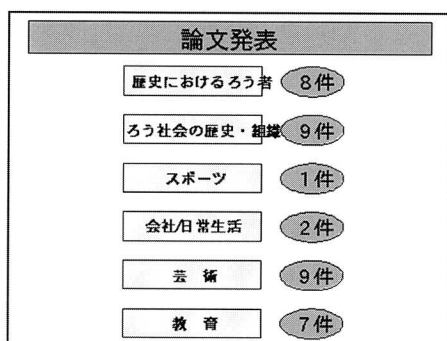 論文発表
歴史におけるろう者 8件
ろう社会の歴史・組織 9件
スポーツ 1件
会社/日常生活 2件
芸術 9件
教育 7件